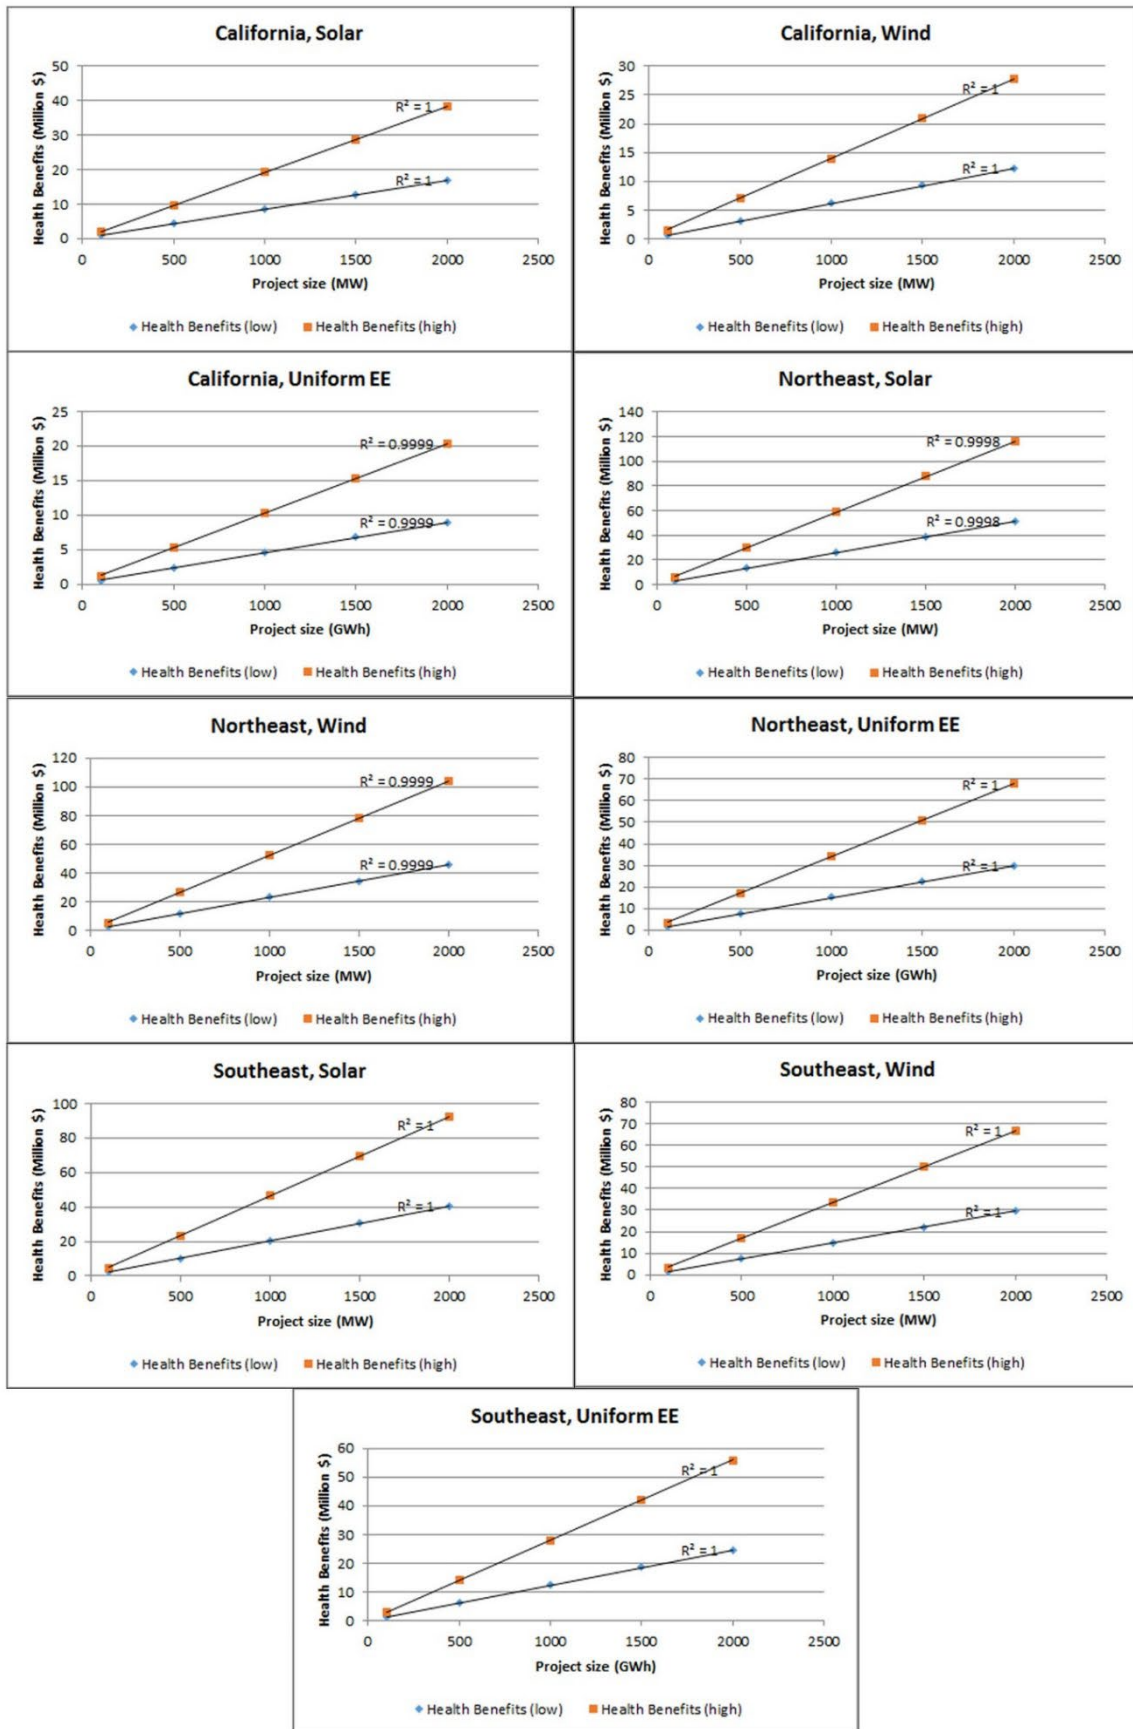 California, Solar
Health Benefits (Million $)
50
40
30
20
10
0
R² = 1
R² = 1
0 500 1000 1500 2000 2500
Project size (MW)
Health Benefits (low) Health Benefits (high)
California, Wind
Health Benefits (Million $)
30
25
20
15
10
5
0
R² = 1
R² = 1
0 500 1000 1500 2000 2500
Project size (MW)
Health Benefits (low) Health Benefits (high)
California, Uniform EE
Health Benefits (Million $)
25
20
15
10
5
0
R² = 0.9999
R² = 0.9999
0 500 1000 1500 2000 2500
Project size (GWh)
Health Benefits (low) Health Benefits (high)
Northeast, Solar
Health Benefits (Million $)
140
120
100
80
60
40
20
0
R² = 0.9998
R² = 0.9998
0 500 1000 1500 2000 2500
Project size (MW)
Health Benefits (low) Health Benefits (high)
Northeast, Wind
Health Benefits (Million $)
120
100
80
60
40
20
0
R² = 0.9999
R² = 0.9999
0 500 1000 1500 2000 2500
Project size (MW)
Health Benefits (low) Health Benefits (high)
Northeast, Uniform EE
Health Benefits (Million $)
80
70
60
50
40
30
20
10
0
R² = 1
R² = 1
0 500 1000 1500 2000 2500
Project size (GWh)
Health Benefits (low) Health Benefits (high)
Southeast, Solar
Health Benefits (Million $)
100
80
60
40
20
0
R² = 1
R² = 1
0 500 1000 1500 2000 2500
Project size (MW)
Health Benefits (low) Health Benefits (high)
Southeast, Wind
Health Benefits (Million $)
80
70
60
50
40
30
20
10
0
R² = 1
R² = 1
0 500 1000 1500 2000 2500
Project size (MW)
Health Benefits (low) Health Benefits (high)
Southeast, Uniform EE
Health Benefits (Million $)
60
50
40
30
20
10
0
R² = 1
R² = 1
0 500 1000 1500 2000 2500
Project size (GWh)
Health Benefits (low) Health Benefits (high)